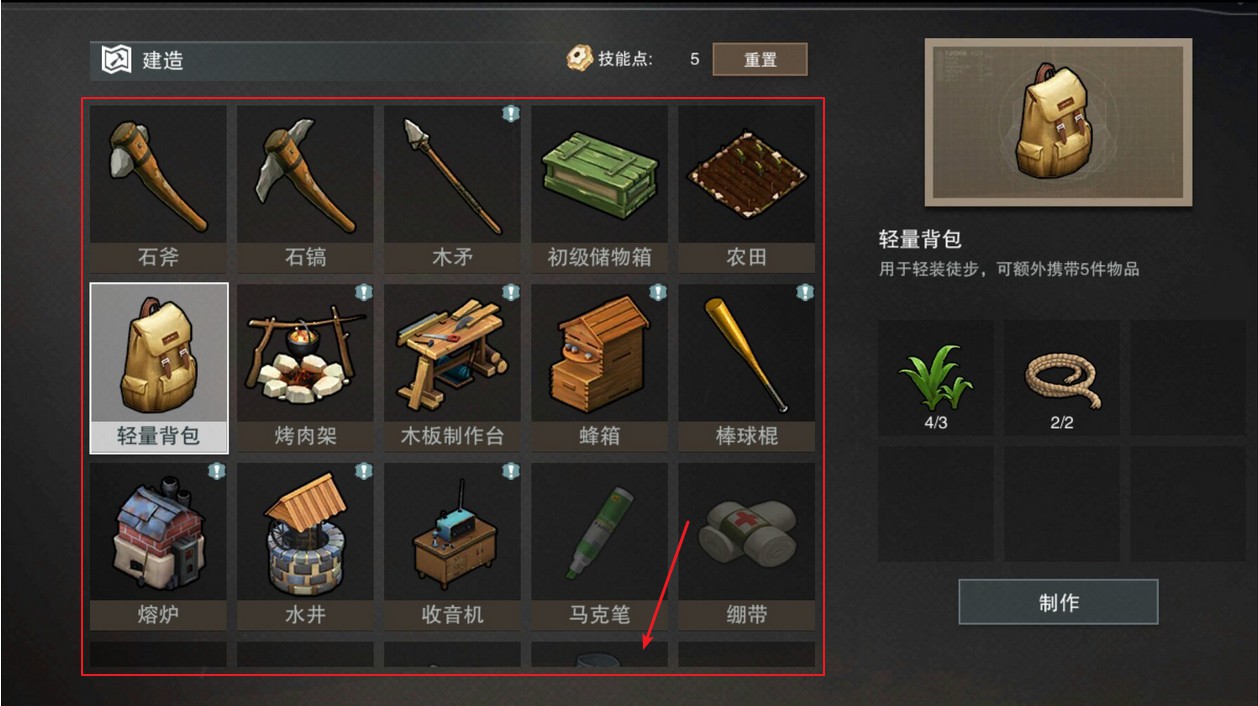 建造
技能点: 5 重置
石斧 石镐 木矛 初级储物箱 农田
轻量背包 烤肉架 木板制作台 蜂箱 棒球棍
熔炉 水井 收音机 马克笔 绷带
轻量背包
用于轻装徒步，可额外携带5件物品
4/3 2/2
制作